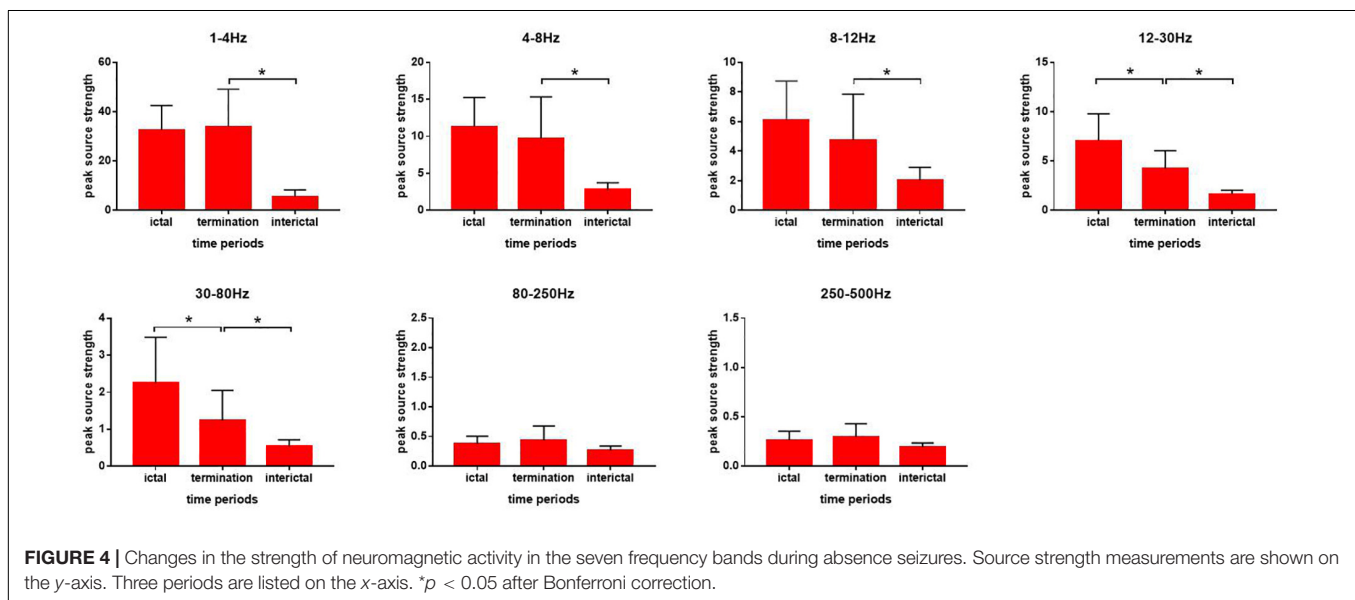 1-4Hz
peak source strength
60
40
20
0
*
ictal termination interictal
time periods
4-8Hz
peak source strength
20
15
10
5
0
*
ictal termination interictal
time periods
8-12Hz
peak source strength
10
8
6
4
2
0
*
ictal termination interictal
time periods
12-30Hz
peak source strength
15
10
5
0
* *
ictal termination interictal
time periods
30-80Hz
peak source strength
4
3
2
1
0
* *
ictal termination interictal
time periods
80-250Hz
peak source strength
2.5
2.0
1.5
1.0
0.5
0.0
ictal termination interictal
time periods
250-500Hz
peak source strength
1.5
1.0
0.5
0.0
ictal termination interictal
time periods
FIGURE 4 | Changes in the strength of neuromagnetic activity in the seven frequency bands during absence seizures. Source strength measurements are shown on
the y-axis. Three periods are listed on the x-axis. *p < 0.05 after Bonferroni correction.